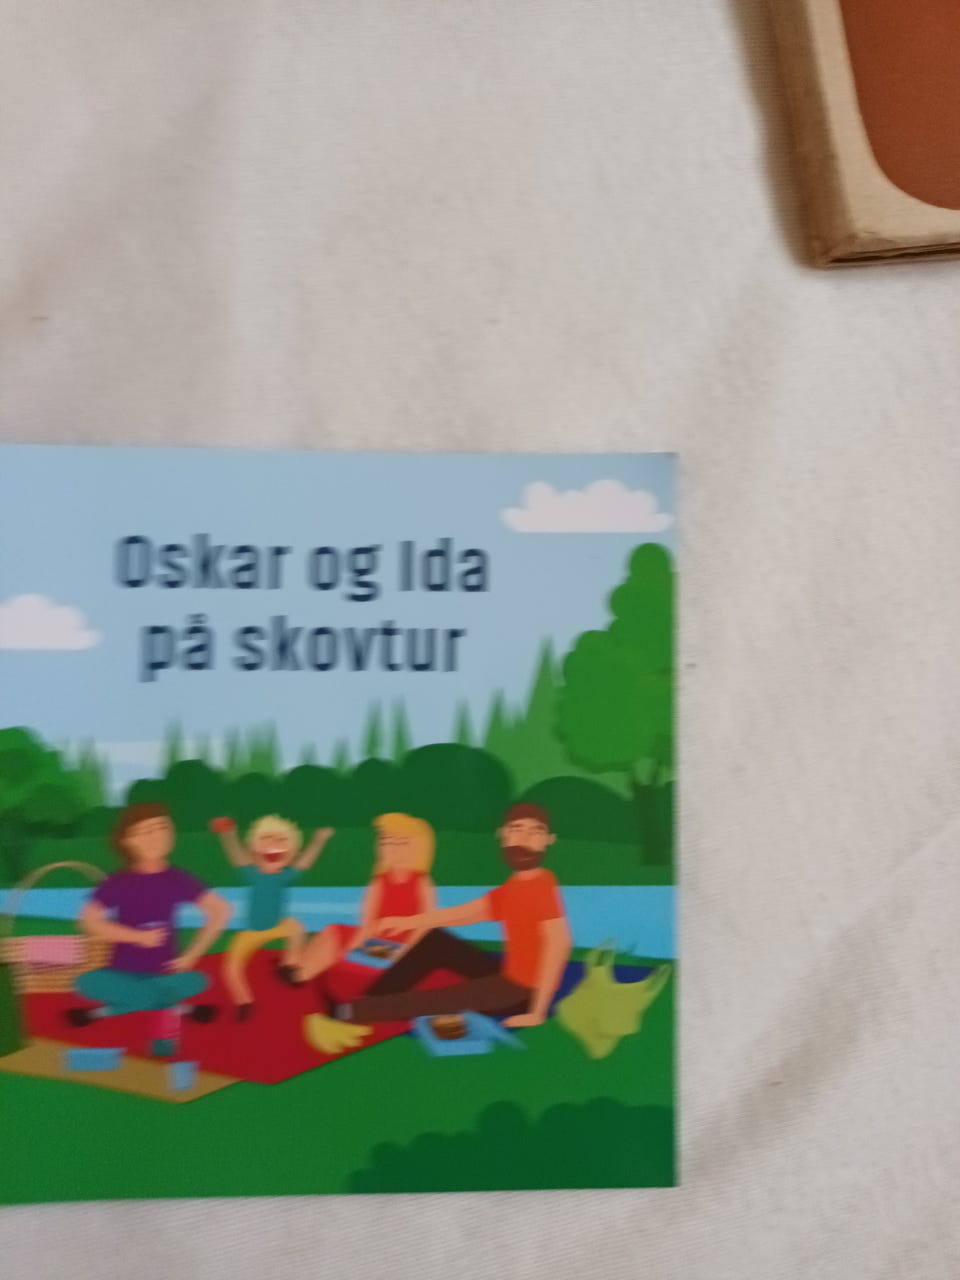 Oskar og Ida
på skovtur